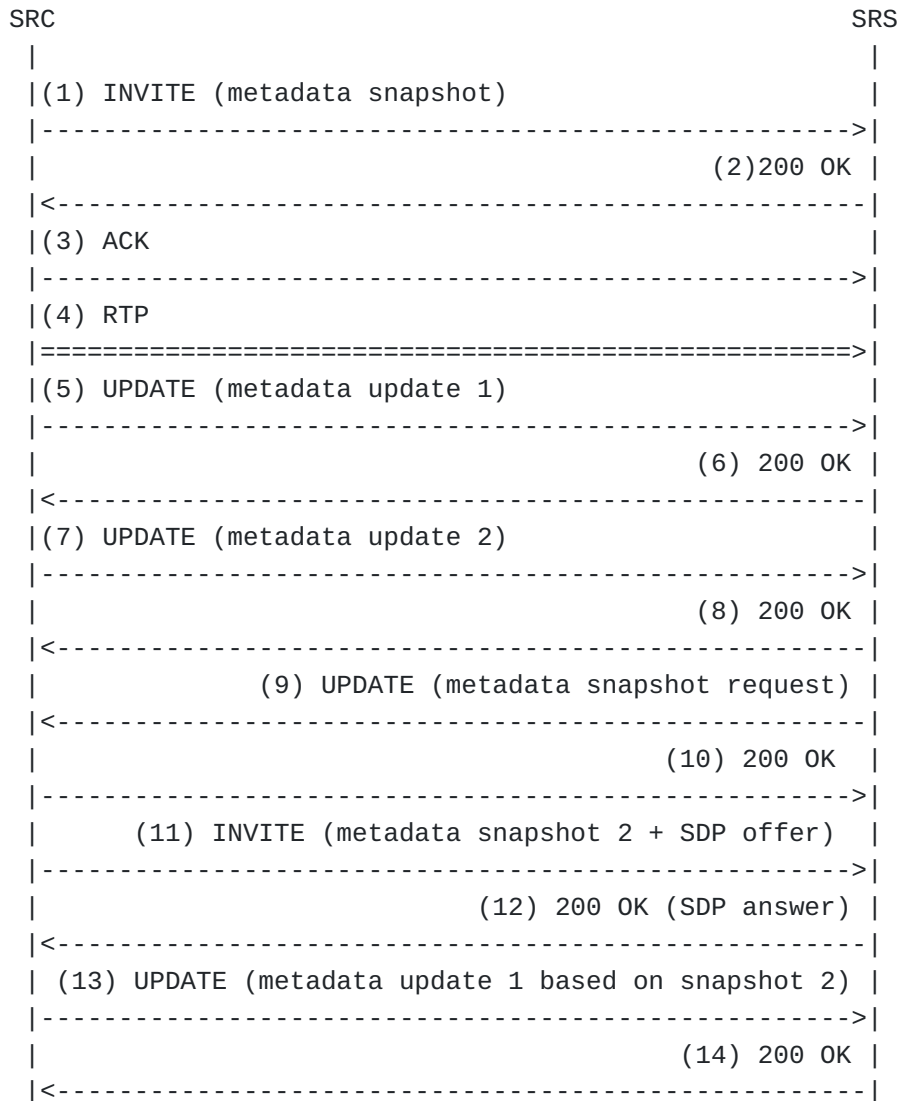 SRC SRS
(1) INVITE (metadata snapshot)
(2)200 OK
(3) ACK
(4) RTP
(5) UPDATE (metadata update 1)
(6) 200 OK
(7) UPDATE (metadata update 2)
(8) 200 OK
(9) UPDATE (metadata snapshot request)
(10) 200 OK
(11) INVITE (metadata snapshot 2 + SDP offer)
(12) 200 OK (SDP answer)
(13) UPDATE (metadata update 1 based on snapshot 2)
(14) 200 OK